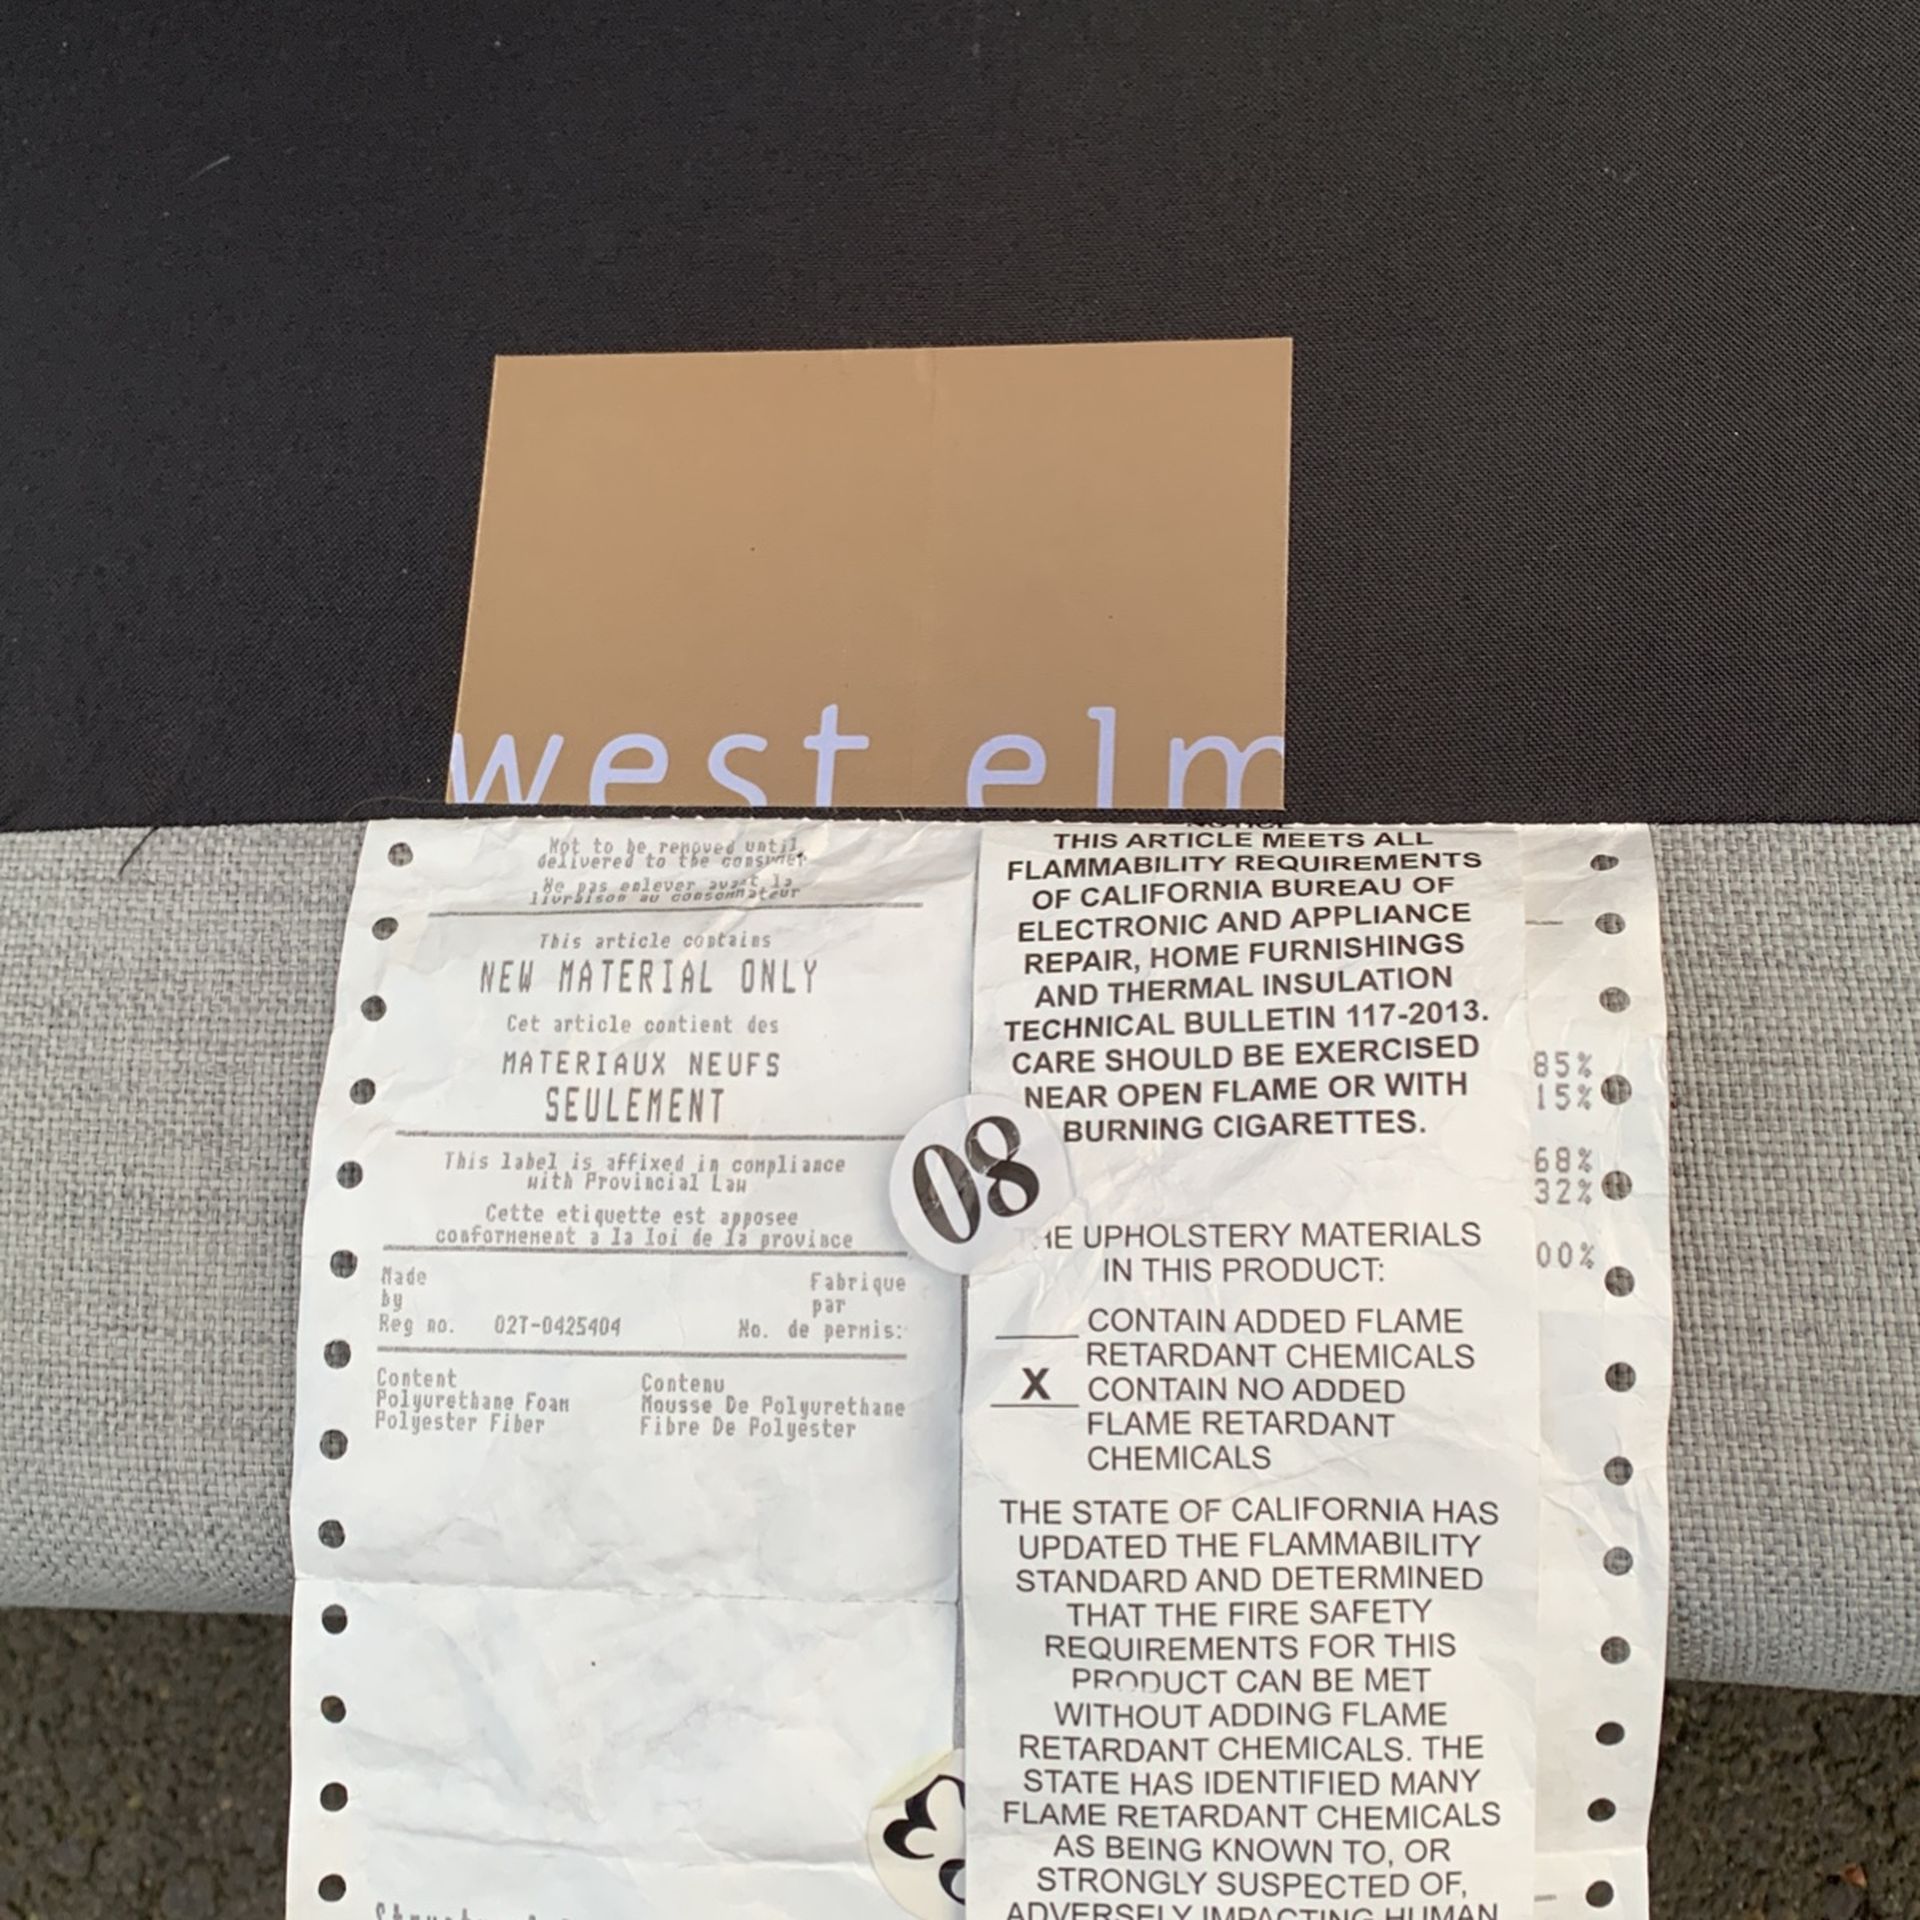 west elm
Not to be removed until
delivered to the consumer
Ne pas enlever avant la
livraison au consommateur
This article contains
NEW MATERIAL ONLY
Cet article contient des
MATERIAUX NEUFS
SEULEMENT
This label is affixed in compliance
with Provincial Law
Cette etiquette est apposee
conformement a la loi de la province
Made
by
Reg no. 02T-0425404
Fabrique
par
No. de permis:
Content
Polyurethane Foam
Polyester Fiber
Contenu
Mousse De Polyurethane
Fibre De Polyester
08
NOTICE
THIS ARTICLE MEETS ALL
FLAMMABILITY REQUIREMENTS
OF CALIFORNIA BUREAU OF
ELECTRONIC AND APPLIANCE
REPAIR, HOME FURNISHINGS
AND THERMAL INSULATION
TECHNICAL BULLETIN 117-2013.
CARE SHOULD BE EXERCISED
NEAR OPEN FLAME OR WITH
BURNING CIGARETTES.
UPHOLSTERY MATERIALS
IN THIS PRODUCT:
CONTAIN ADDED FLAME
RETARDANT CHEMICALS
X CONTAIN NO ADDED
FLAME RETARDANT
CHEMICALS
THE STATE OF CALIFORNIA HAS
UPDATED THE FLAMMABILITY
STANDARD AND DETERMINED
THAT THE FIRE SAFETY
REQUIREMENTS FOR THIS
PRODUCT CAN BE MET
WITHOUT ADDING FLAME
RETARDANT CHEMICALS. THE
STATE HAS IDENTIFIED MANY
FLAME RETARDANT CHEMICALS
AS BEING KNOWN TO, OR
STRONGLY SUSPECTED OF,
ADVERSELY IMPACTING HUMAN
85%
15%
68%
32%
00%